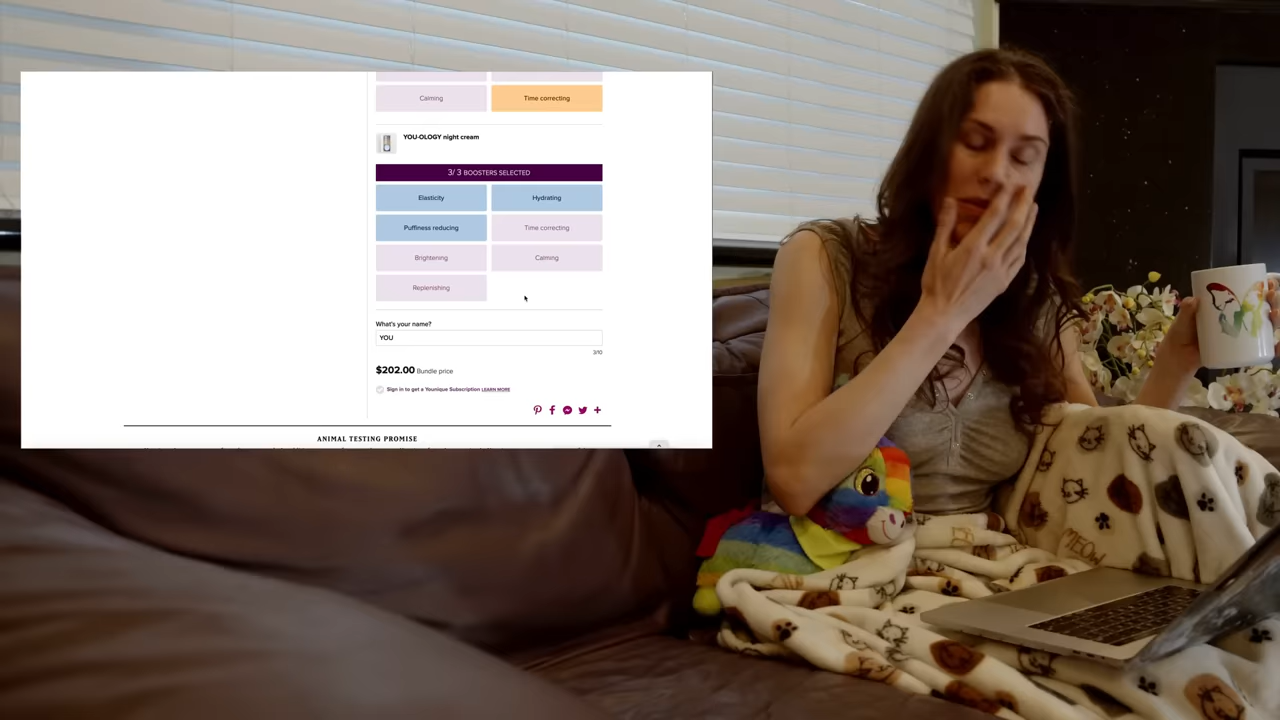 Calming
Time correcting
YOU·OLOGY night cream
3/ 3 BOOSTERS SELECTED
Elasticity
Hydrating
Puffiness reducing
Time correcting
Brightening
Calming
Replenishing
What's your name?
YOU
3/10
$202.00 Bundle price
Sign in to get a Younique Subscription LEARN MORE
ANIMAL TESTING PROMISE
MEOW